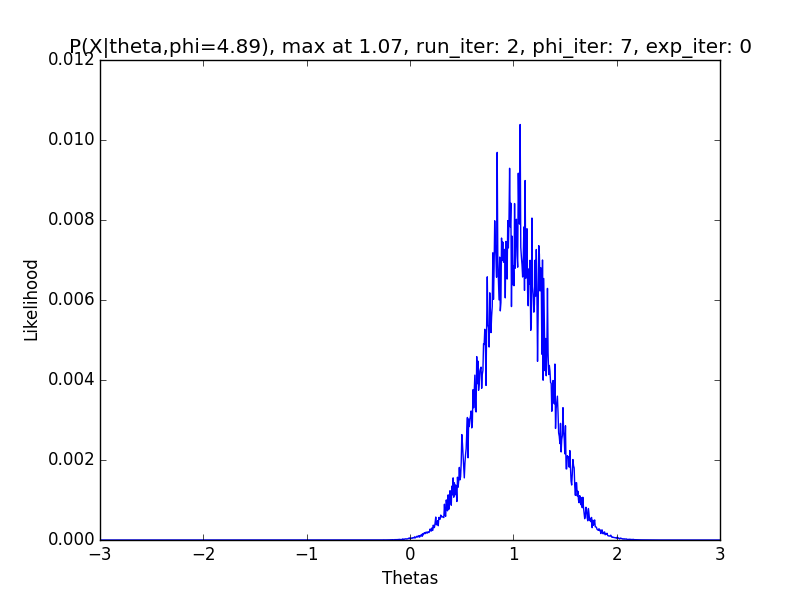 P(X|theta,phi=4.89), max at 1.07, run_iter: 2, phi_iter: 7, exp_iter: 0
0.012
0.010
0.008
0.006
0.004
0.002
0.000
Likelihood
−3 −2 −1 0 1 2 3
Thetas